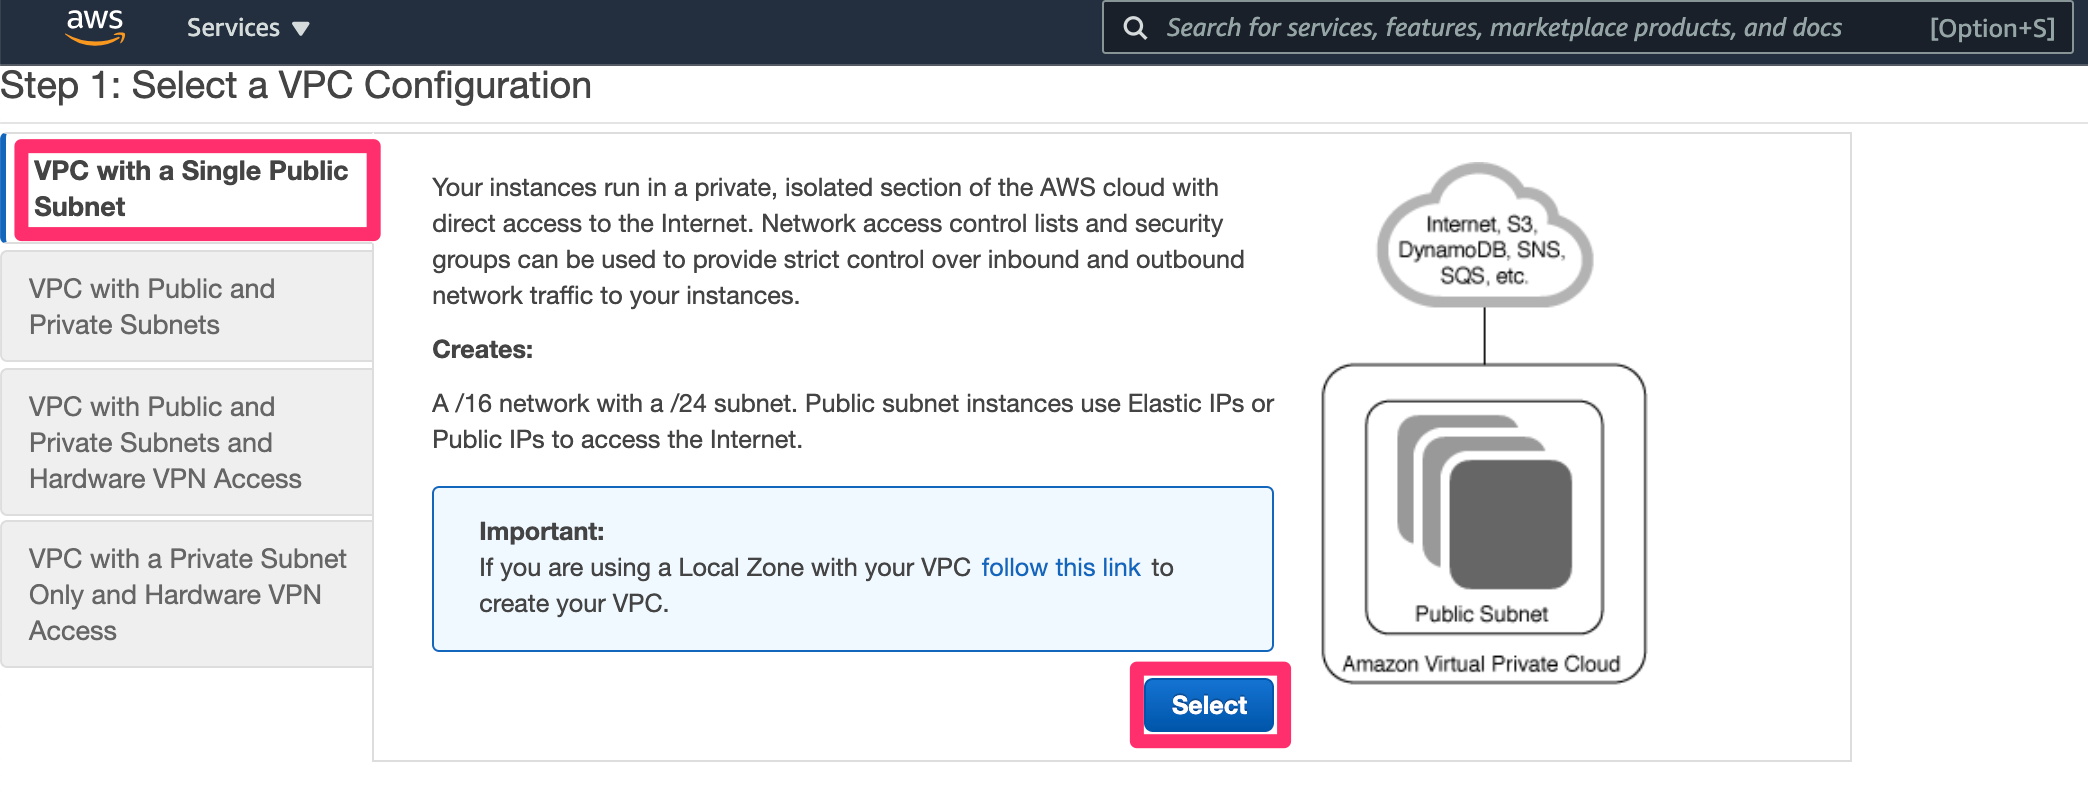 aws
Services ▼
Search for services, features, marketplace products, and docs
[Option+S]
Step 1: Select a VPC Configuration
VPC with a Single Public
Subnet
VPC with Public and
Private Subnets
VPC with Public and
Private Subnets and
Hardware VPN Access
VPC with a Private Subnet
Only and Hardware VPN
Access
Your instances run in a private, isolated section of the AWS cloud with
direct access to the Internet. Network access control lists and security
groups can be used to provide strict control over inbound and outbound
network traffic to your instances.
Creates:
A /16 network with a /24 subnet. Public subnet instances use Elastic IPs or
Public IPs to access the Internet.
Important:
If you are using a Local Zone with your VPC follow this link to
create your VPC.
Select
Internet, S3,
DynamoDB, SNS,
SQS, etc.
Public Subnet
Amazon Virtual Private Cloud